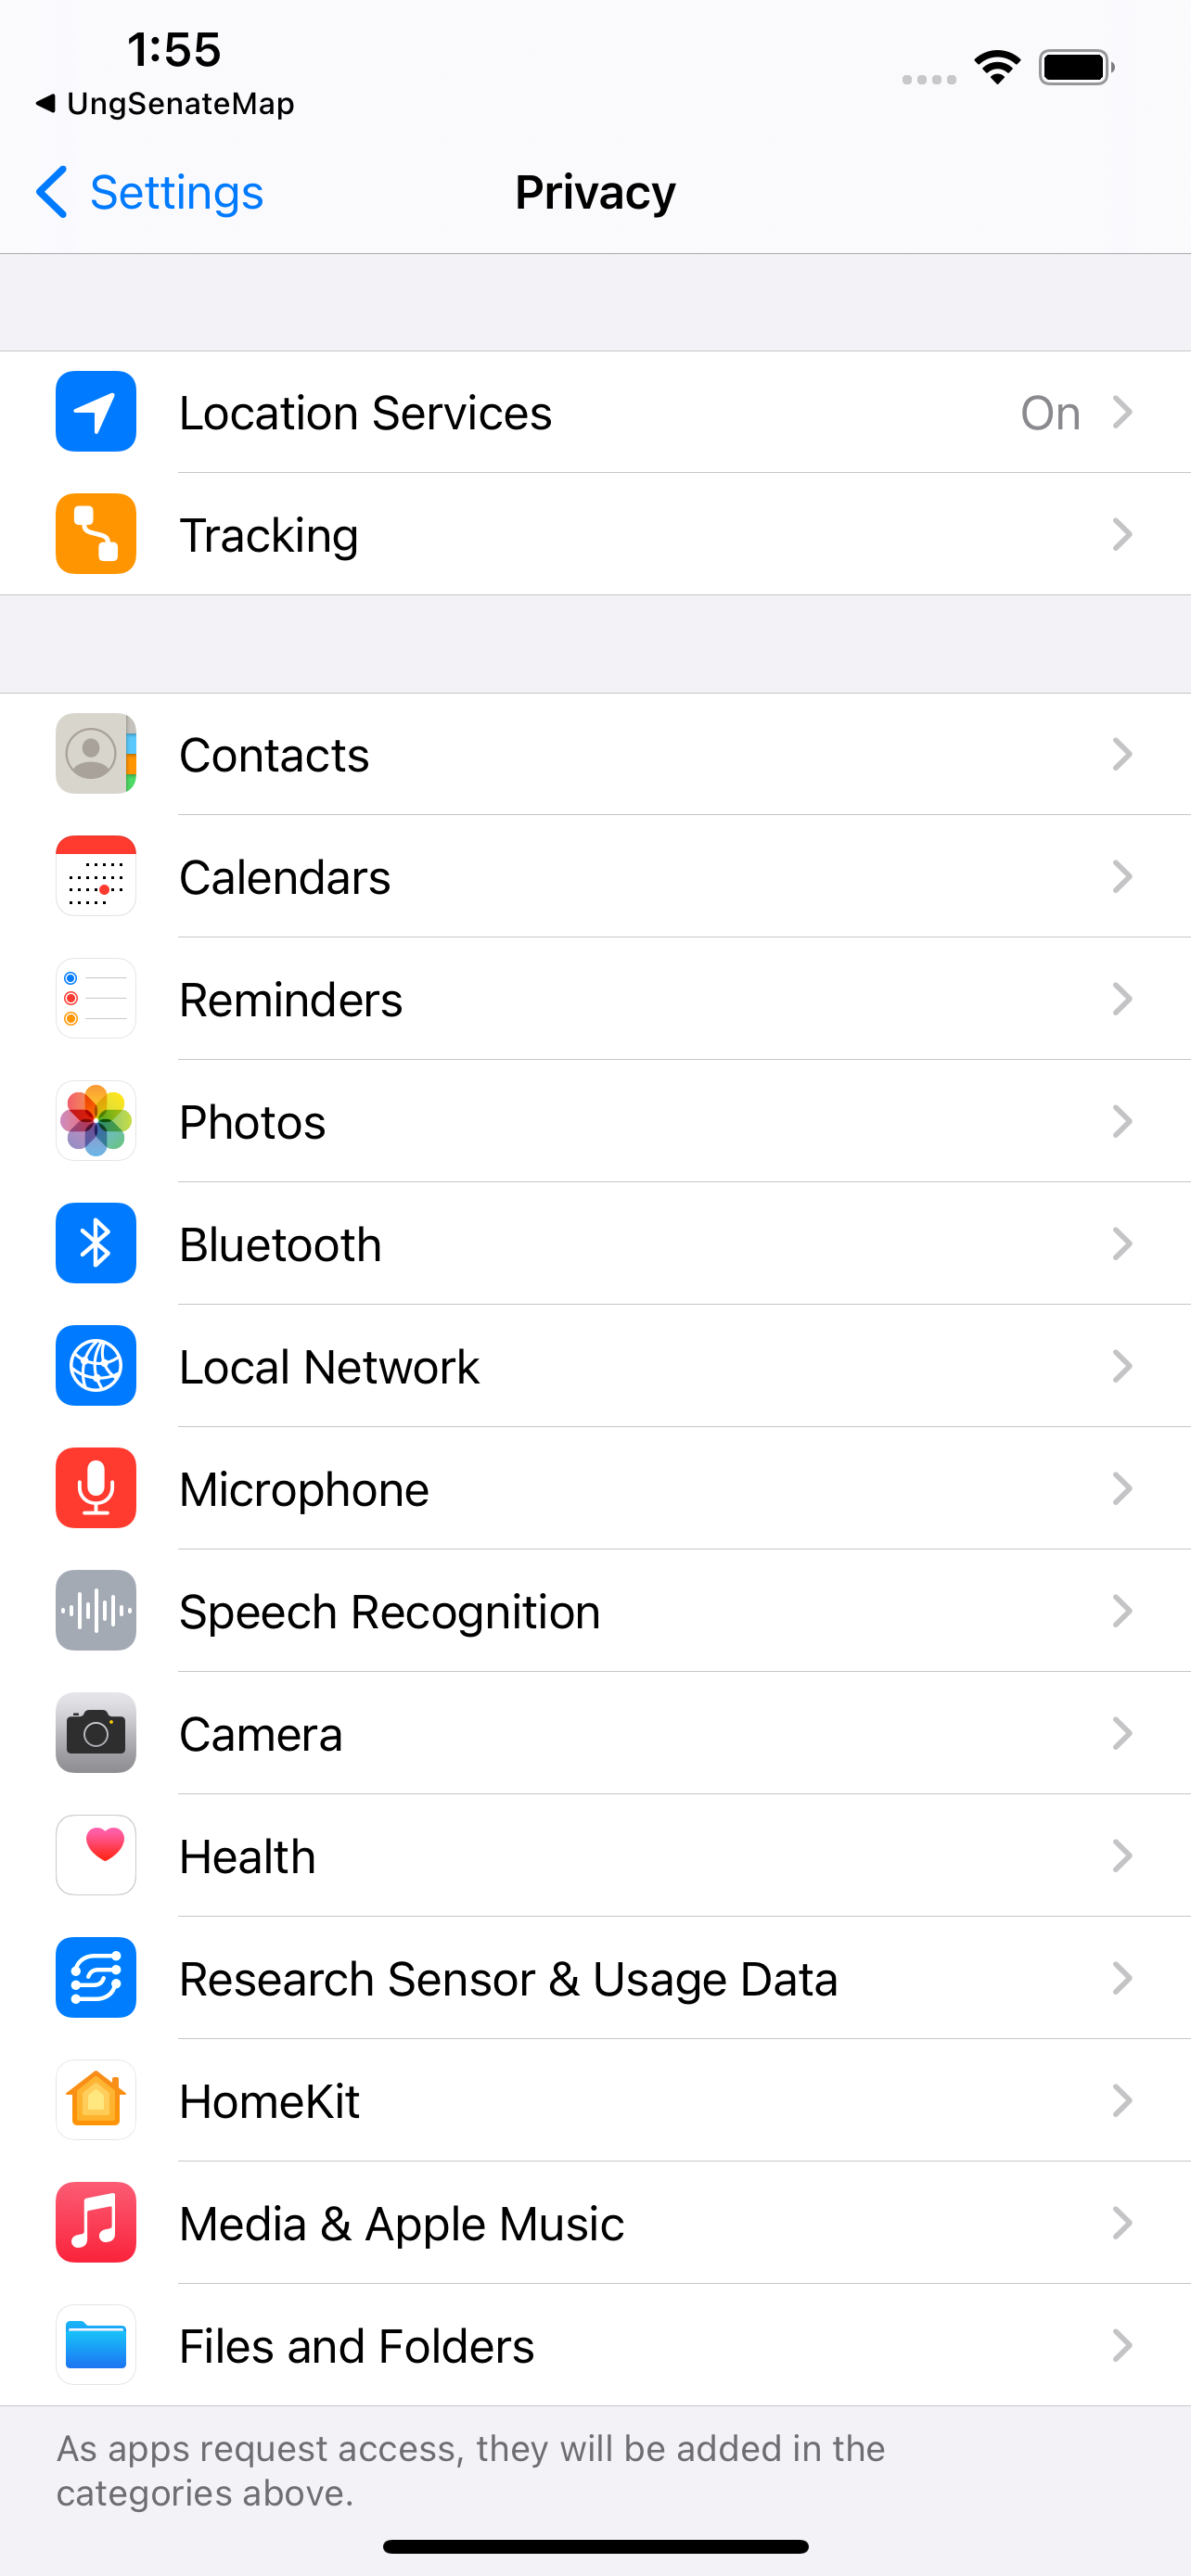 1:55
◀ UngSenateMap
Settings
Privacy
Location Services On
Tracking
Contacts
Calendars
Reminders
Photos
Bluetooth
Local Network
Microphone
Speech Recognition
Camera
Health
Research Sensor & Usage Data
HomeKit
Media & Apple Music
Files and Folders
As apps request access, they will be added in the
categories above.